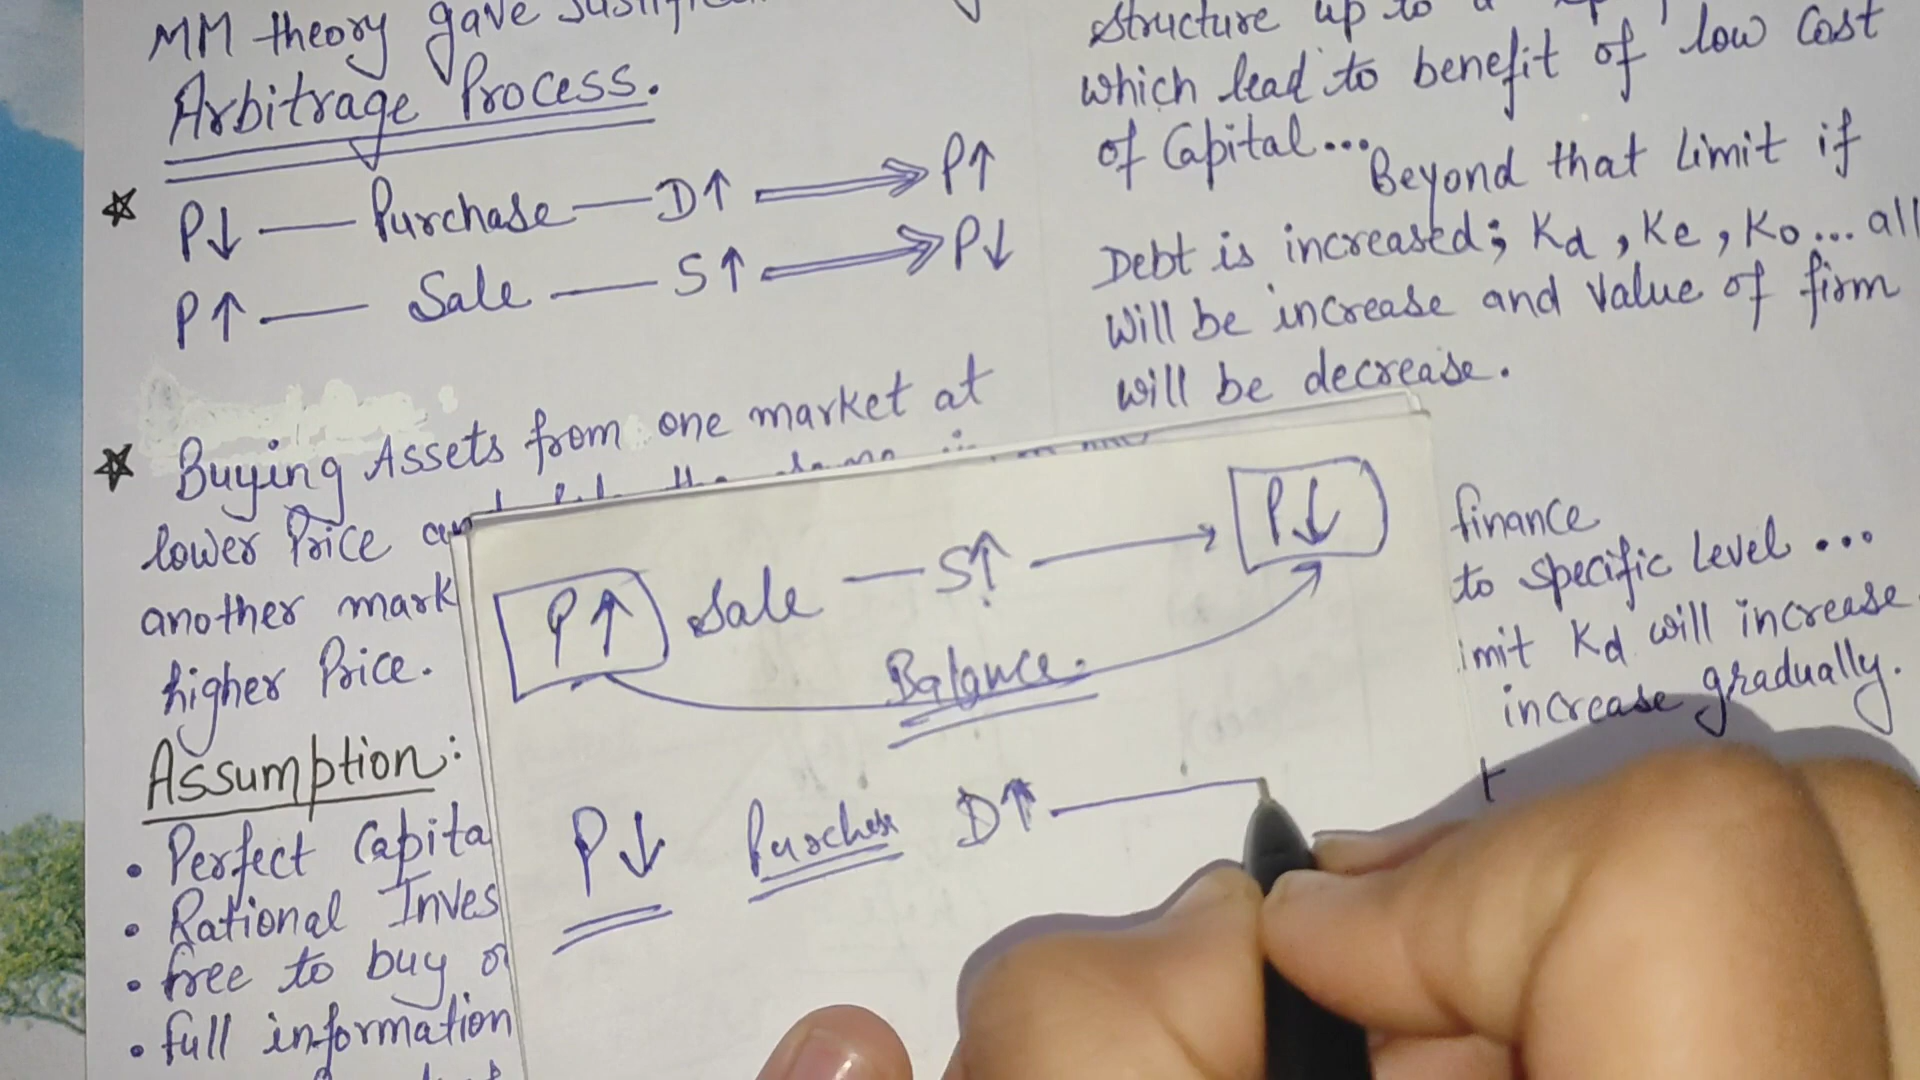 MM theory gave
Arbitrage Process.
P↓ — Purchase — D↑ ⇒ P↑
P↑ — Sale — S↑ ⇒ P↓
Buying Assets from one market at
lower Price
another mark
higher Price.
Assumption:
• Perfect Capita
• Rational Inves
• free to buy o
• full information
structure up to a
which lead to benefit of low cost
of Capital...
Beyond that limit if
Debt is increased; Kd, Ke, Ko... all
will be increase and value of firm
will be decrease.
finance
to specific level...
imit Kd will increase
increase gradually.
P↑ Sale — S↑ → P↓
Balance.
P↓ Purchase D↑ —